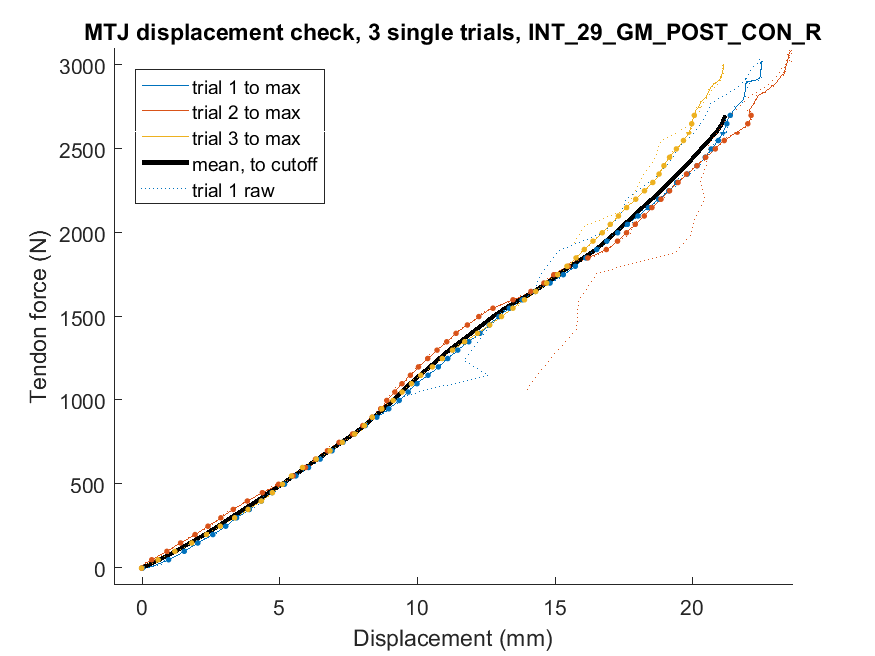 MTJ displacement check, 3 single trials, INT_29_GM_POST_CON_R
3000
2500
2000
1500
1000
500
0
Tendon force (N)
trial 1 to max
trial 2 to max
trial 3 to max
mean, to cutoff
trial 1 raw
0 5 10 15 20
Displacement (mm)